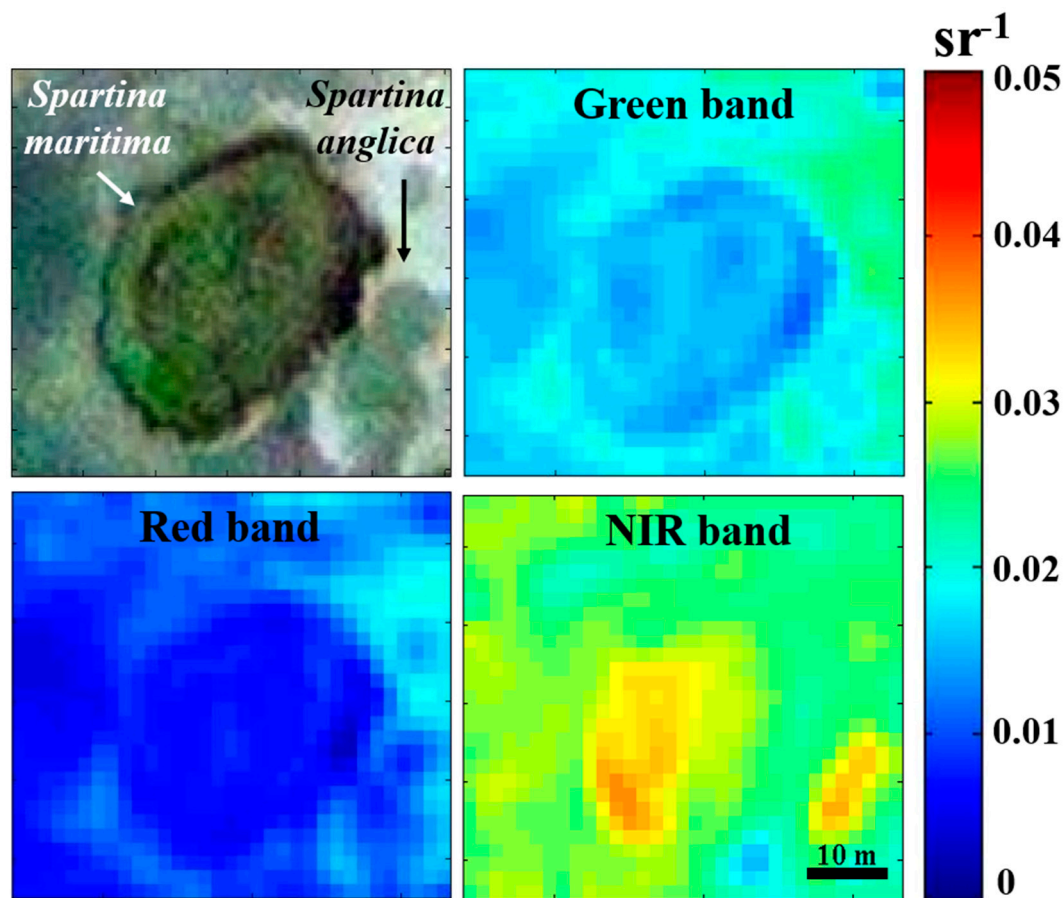 Spartina
maritima
Spartina
anglica
Green band
Red band
NIR band
10 m
sr⁻¹
0.05
0.04
0.03
0.02
0.01
0